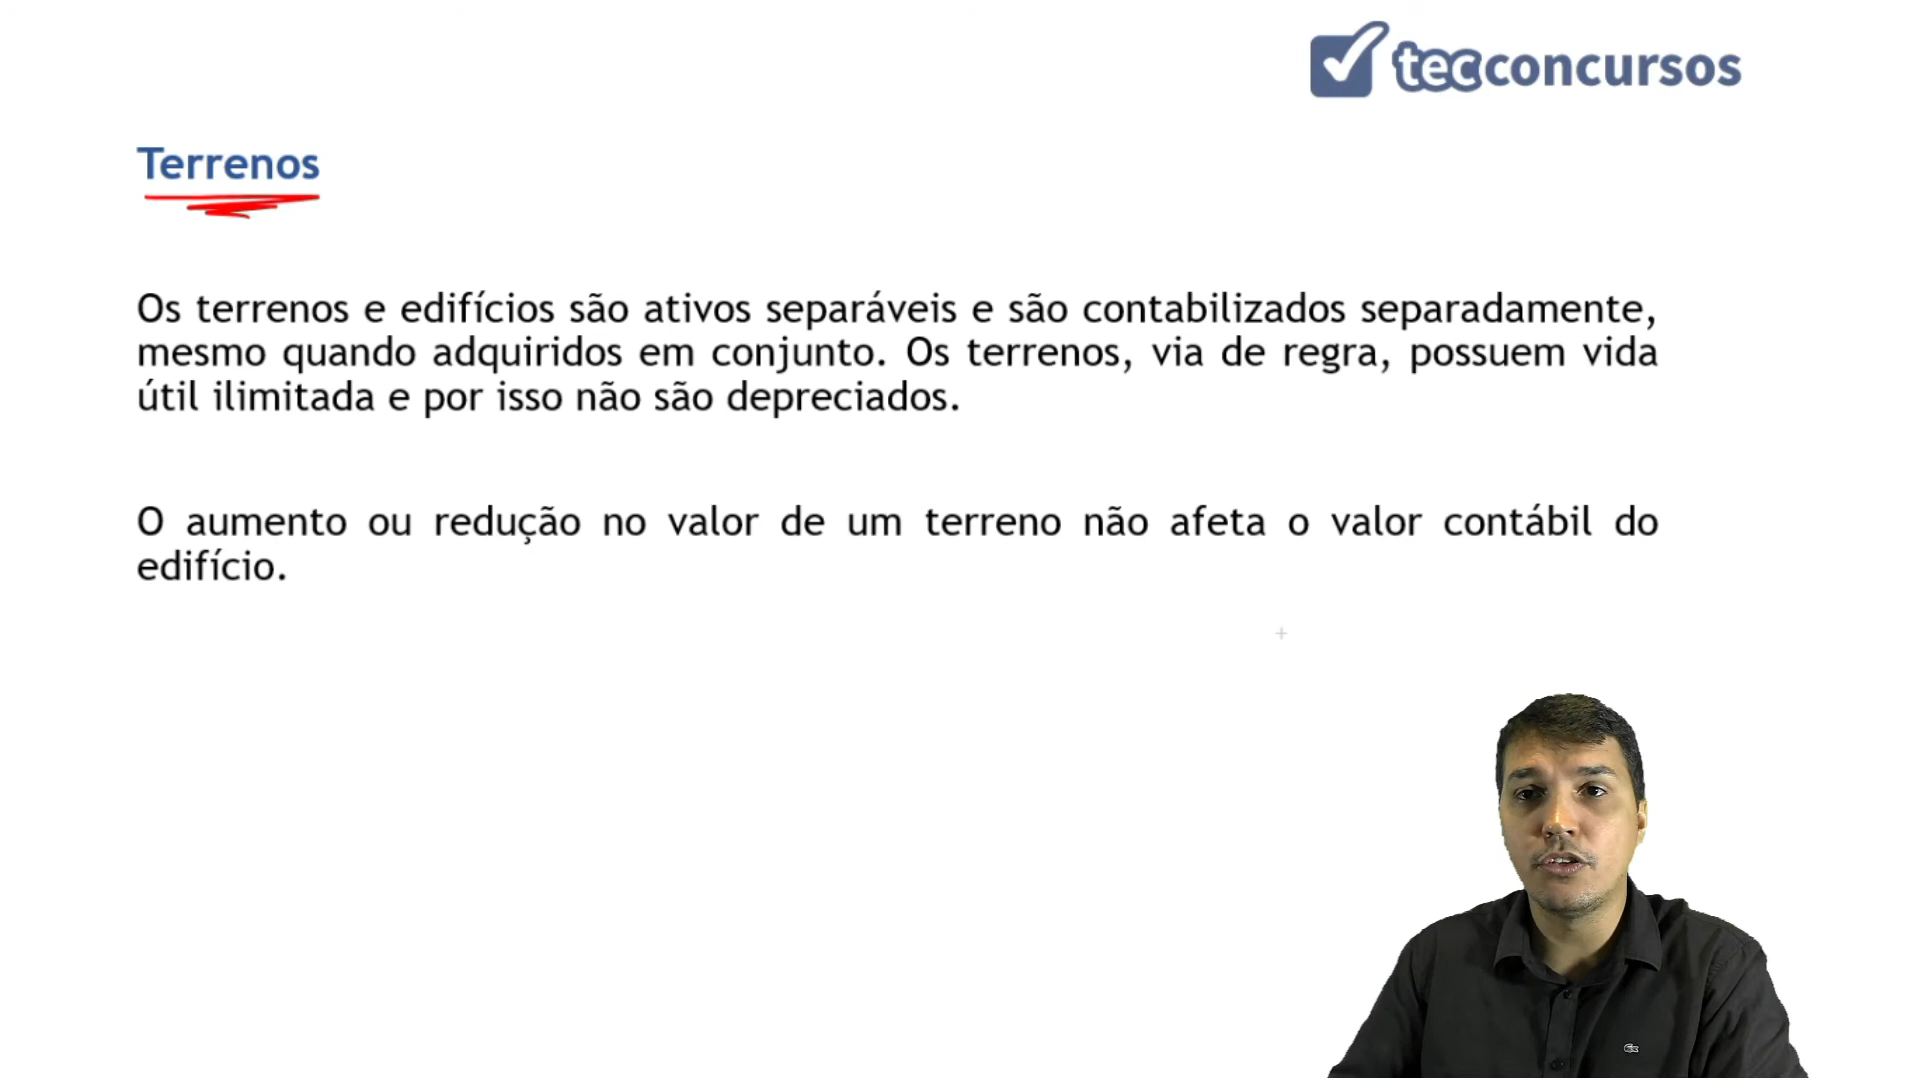 tecconcursos
Terrenos
Os terrenos e edifícios são ativos separáveis e são contabilizados separadamente,
mesmo quando adquiridos em conjunto. Os terrenos, via de regra, possuem vida
útil ilimitada e por isso não são depreciados.
O aumento ou redução no valor de um terreno não afeta o valor contábil do
edifício.